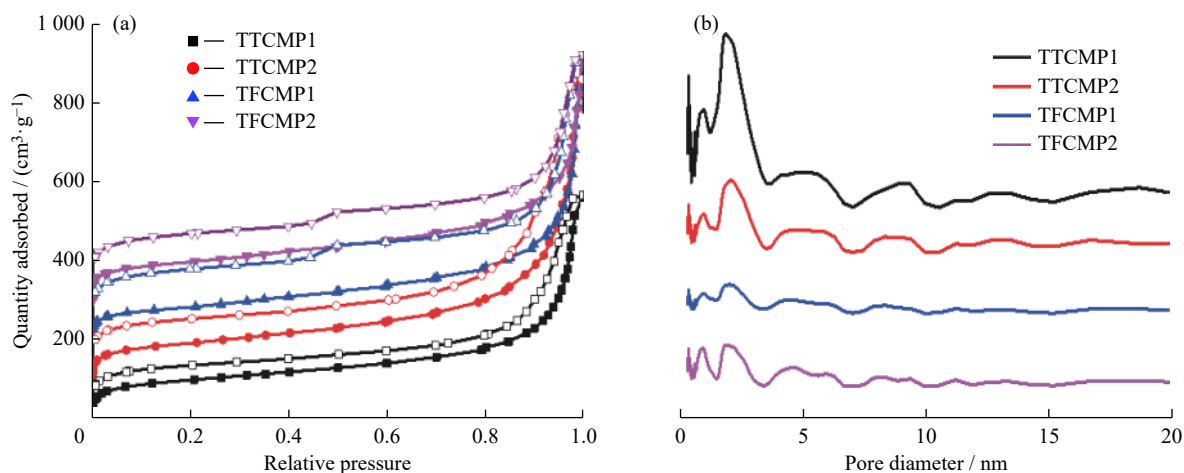 (a)
TTCMP1
TTCMP2
TFCMP1
TFCMP2
1 000
800
600
400
200
0
0.2
0.4
0.6
0.8
1.0
Quantity adsorbed / (cm³·g⁻¹)
Relative pressure
(b)
TTCMP1
TTCMP2
TFCMP1
TFCMP2
0
5
10
15
20
Pore diameter / nm